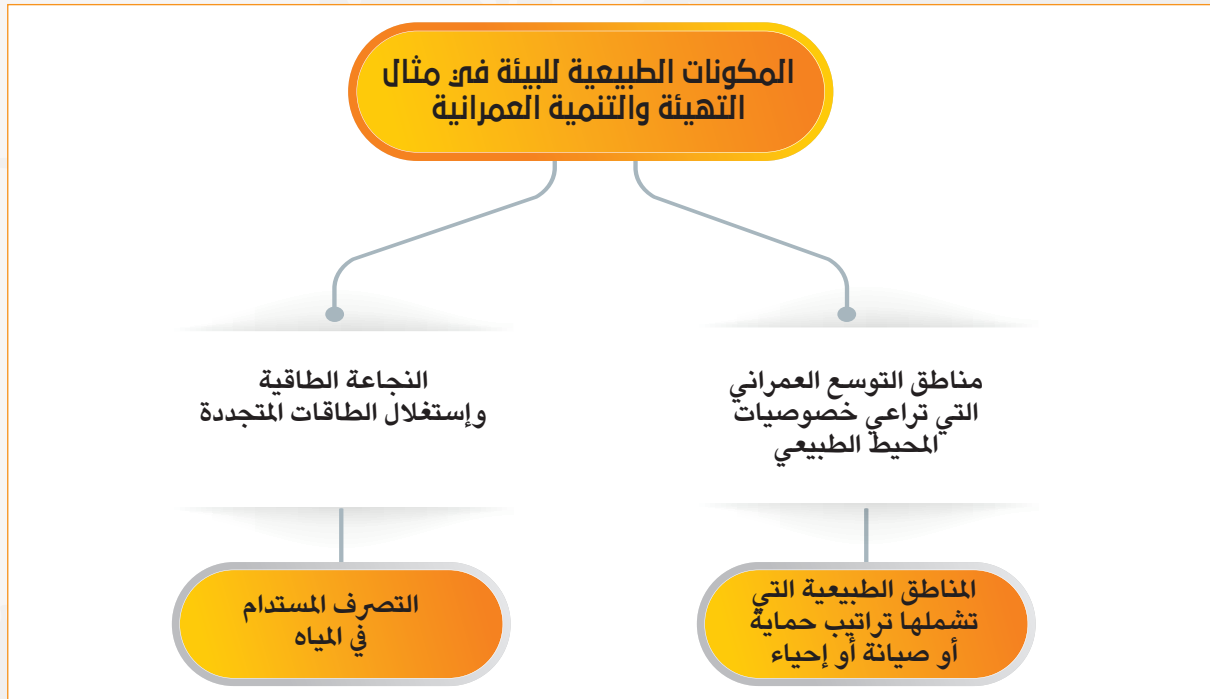 المكونات الطبيعية للبيئة في مثال
التهيئة والتنمية العمرانية
مناطق التوسع العمراني
التي تراعي خصوصيات
المحيط الطبيعي
النجاعة الطاقية
وإستغلال الطاقات المتجددة
المناطق الطبيعية التي
تشملها تراتيب حماية
أو صيانة أو إحياء
التصرف المستدام
في المياه